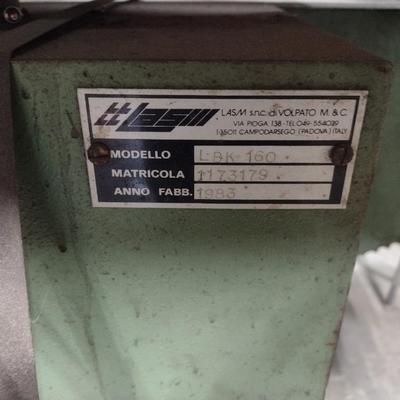 lasm
LASM s.n.c. di VOLPATO M. & C.
VIA PIOGA 138 - TEL. 049-554029
I 35011 CAMPODARSEGO (PADOVA) ITALY
MODELLO LBK 160
MATRICOLA 1173179
ANNO FABB. 1983